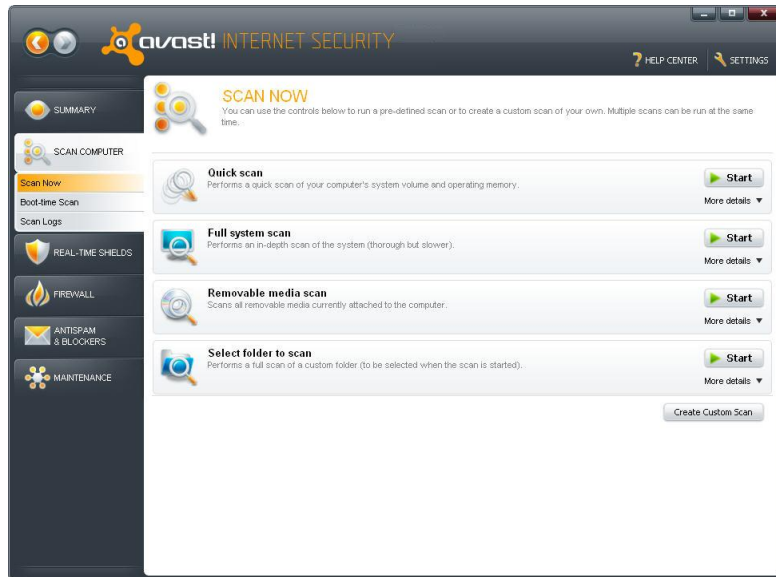 avast! INTERNET SECURITY
HELP CENTER
SETTINGS
SUMMARY
SCAN COMPUTER
Scan Now
Boot-time Scan
Scan Logs
REAL-TIME SHIELDS
FIREWALL
ANTISPAM
& BLOCKERS
MAINTENANCE
SCAN NOW
You can use the controls below to run a pre-defined scan or to create a custom scan of your own. Multiple scans can be run at the same
time.
Quick scan
Performs a quick scan of your computer's system volume and operating memory.
Start
More details
Full system scan
Performs an in-depth scan of the system (thorough but slower).
Start
More details
Removable media scan
Scans all removable media currently attached to the computer.
Start
More details
Select folder to scan
Performs a full scan of a custom folder (to be selected when the scan is started).
Start
More details
Create Custom Scan